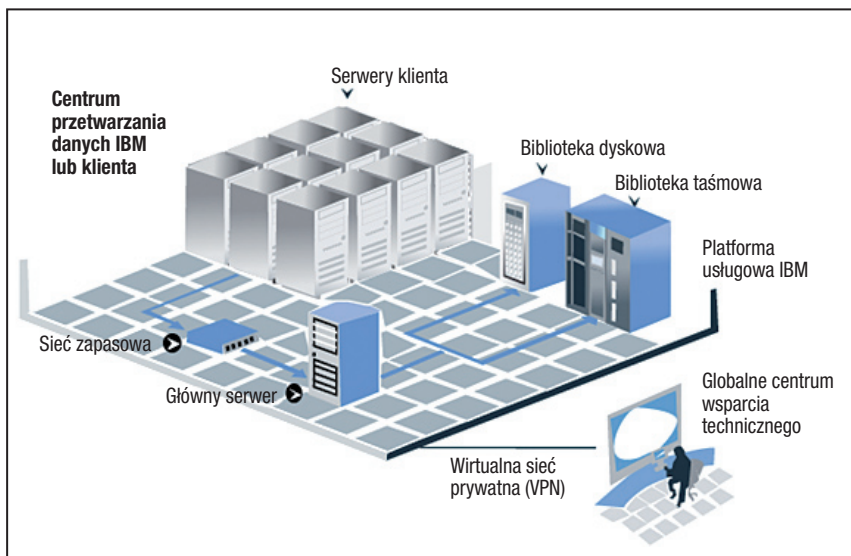 Serwery klienta
Centrum
przetwarzania
danych IBM
lub klienta
Biblioteka dyskowa
Biblioteka taśmowa
Platforma
usługowa IBM
Sieć zapasowa
Główny serwer
Globalne centrum
wsparcia
technicznego
Wirtualna sieć
prywatna (VPN)